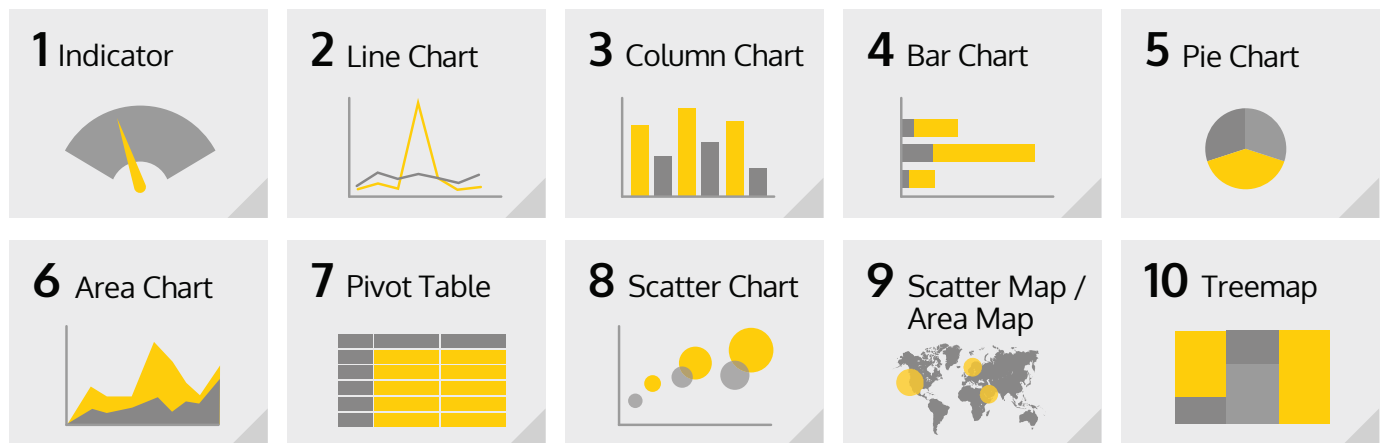 1 Indicator
2 Line Chart
3 Column Chart
4 Bar Chart
5 Pie Chart
6 Area Chart
7 Pivot Table
8 Scatter Chart
9 Scatter Map /
Area Map
10 Treemap